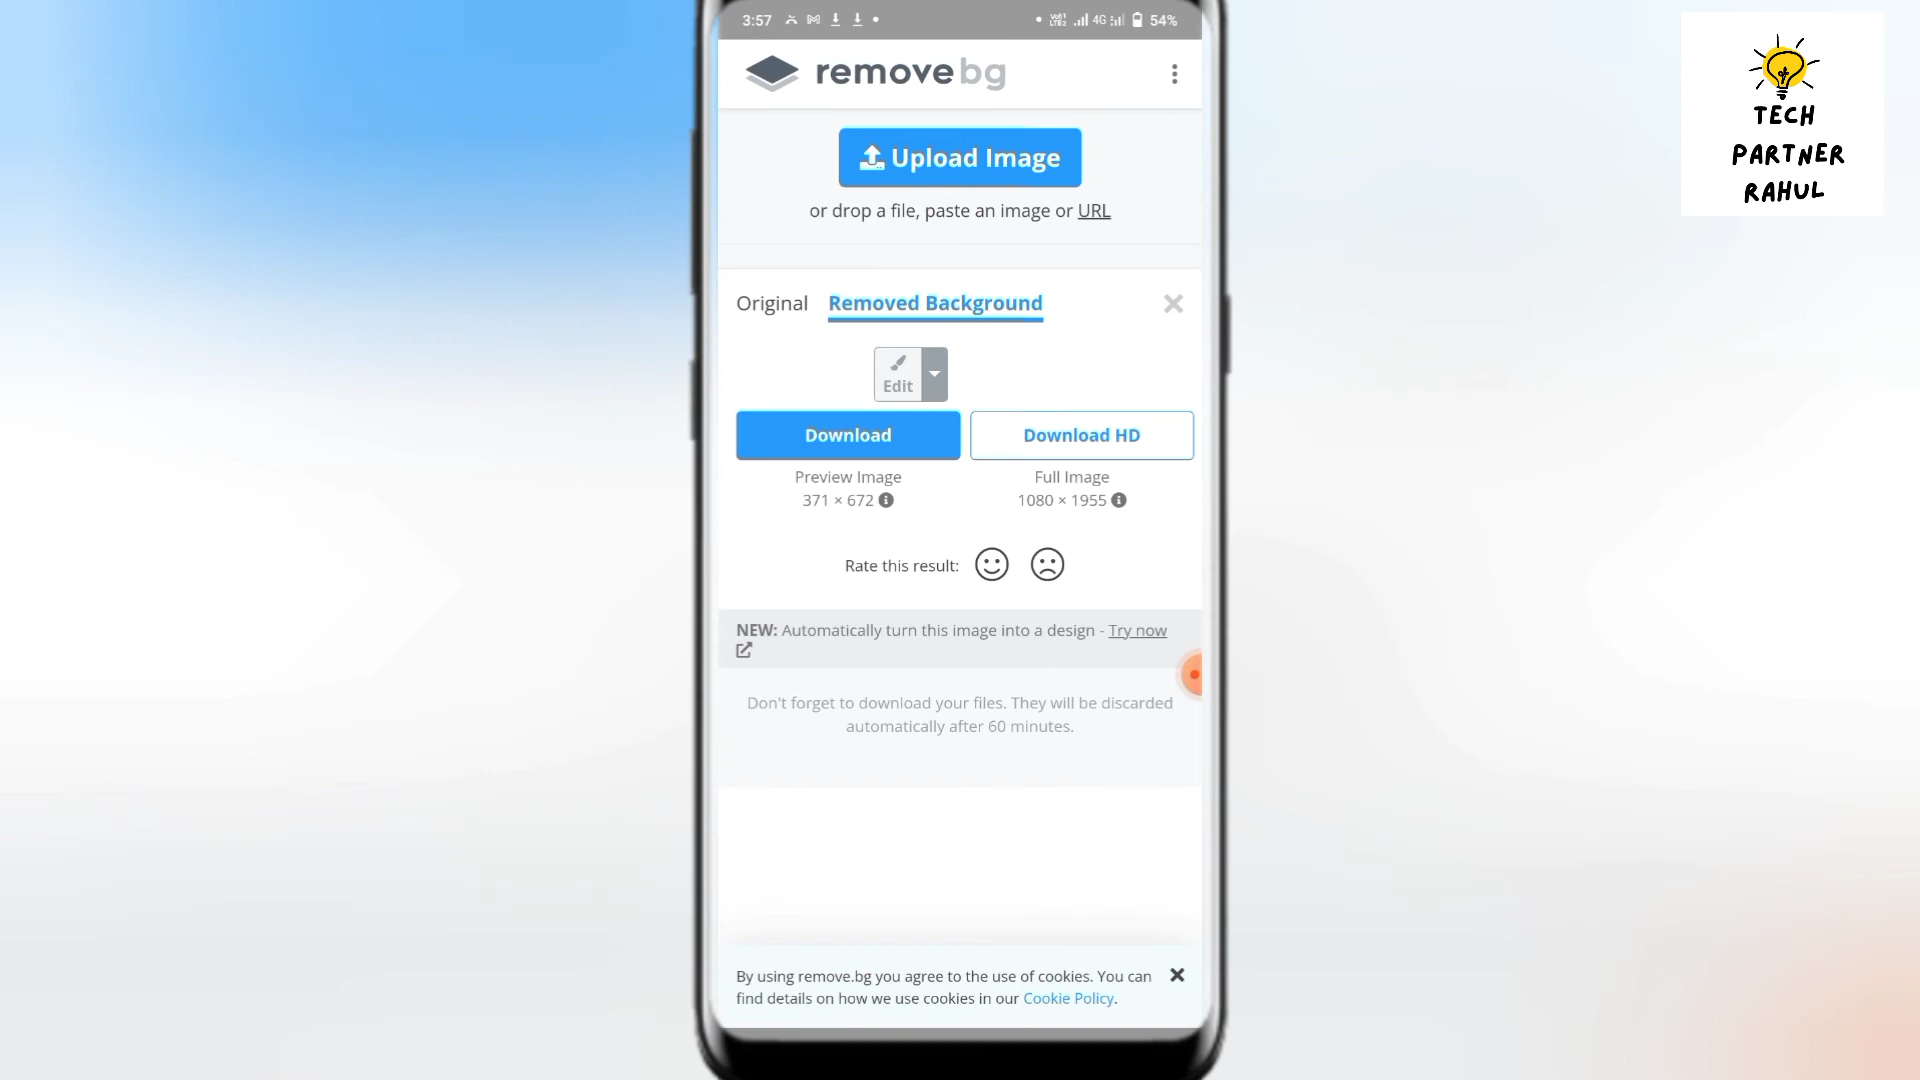 3:57
VoLTE LTE2 4G 54%
remove bg
Upload Image
or drop a file, paste an image or URL
Original Removed Background
Edit
Download Download HD
Preview Image Full Image
371 × 672 1080 × 1955
Rate this result:
NEW: Automatically turn this image into a design - Try now
Don't forget to download your files. They will be discarded
automatically after 60 minutes.
By using remove.bg you agree to the use of cookies. You can
find details on how we use cookies in our Cookie Policy.
TECH
PARTNER
RAHUL